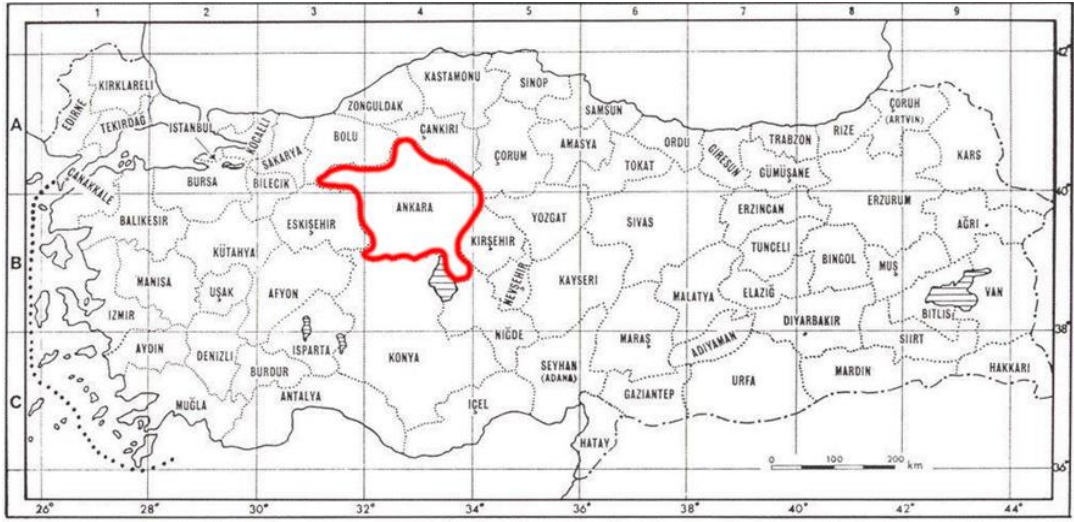 1 2 3 4 5 6 7 8 9
42°
KASTAMONU
SİNOP
KIRKLARELİ
ZONGULDAK
SAMSUN
ÇORUH
(ARTVİN)
EDİRNE
TEKİRDAĞ
İSTANBUL
KOCAELİ
A
BOLU
ÇANKIRI
AMASYA
ORDU
GİRESUN
TRABZON
RİZE
KARS
SAKARYA
ÇORUM
TOKAT
GÜMÜŞANE
ÇANAKKALE
BURSA
BİLECİK
40°
ANKARA
ERZURUM
BALIKESİR
ESKİŞEHİR
YOZGAT
SIVAS
ERZİNCAN
AĞRI
KÜTAHYA
KIRŞEHİR
TUNCELİ
B
MANİSA
UŞAK
AFYON
NEVŞEHİR
KAYSERİ
MALATYA
ELAZIĞ
BİNGOL
MUŞ
VAN
İZMİR
BİTLİS
DİYARBAKIR
38°
AYDIN
DENİZLİ
ISPARTA
KONYA
NİĞDE
MARAŞ
ADIYAMAN
SİİRT
BURDUR
SEYHAN
(ADANA)
URFA
MARDIN
HAKKARI
C
MUĞLA
ANTALYA
İÇEL
GAZİANTEP
HATAY
0 100 200 km
36°
26° 28° 30° 32° 34° 36° 38° 40° 42° 44°